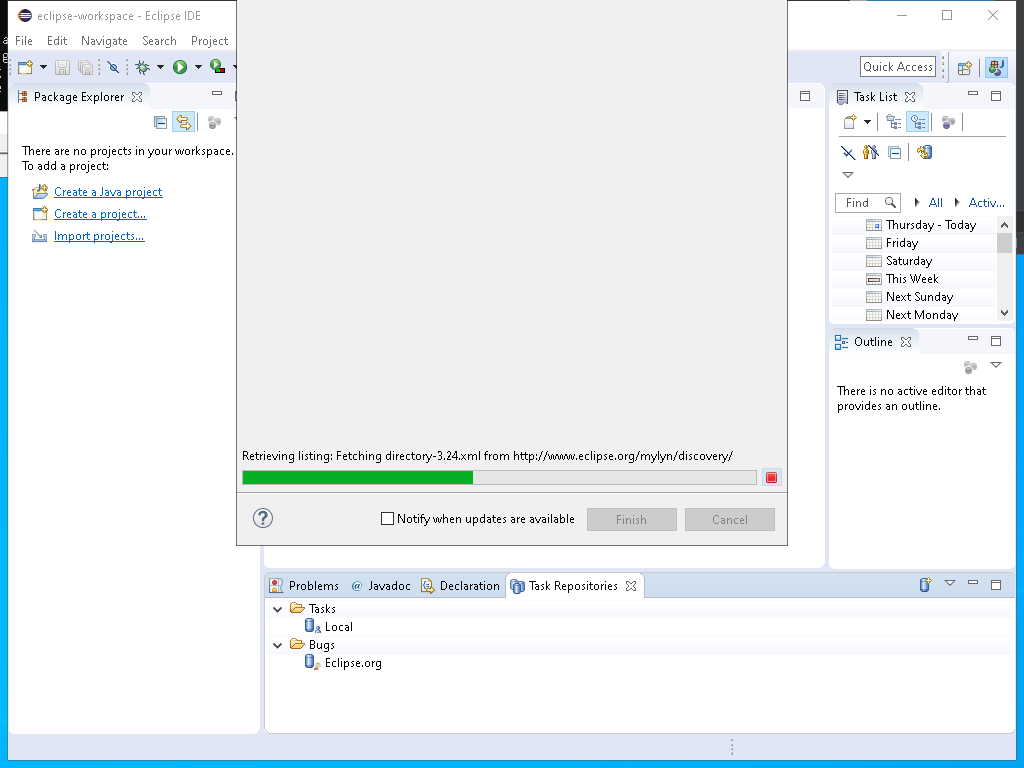 eclipse-workspace - Eclipse IDE
File Edit Navigate Search Project
Quick Access
Package Explorer
There are no projects in your workspace.
To add a project:
Create a Java project
Create a project...
Import projects...
Task List
Find All Activ...
Thursday - Today
Friday
Saturday
This Week
Next Sunday
Next Monday
Outline
There is no active editor that
provides an outline.
Retrieving listing: Fetching directory-3.24.xml from http://www.eclipse.org/mylyn/discovery/
Notify when updates are available Finish Cancel
Problems @ Javadoc Declaration Task Repositories
Tasks
Local
Bugs
Eclipse.org